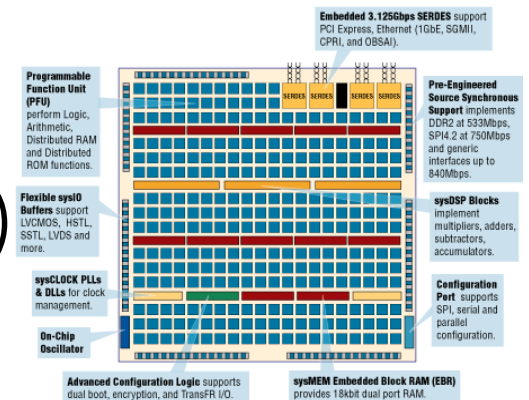 Embedded 3.125Gbps SERDES support
PCI Express, Ethernet (1GbE, SGMII,
CPRI, and OBSAI).
Programmable
Function Unit
(PFU)
perform Logic,
Arithmetic,
Distributed RAM
and Distributed
ROM functions.
SERDES SERDES SERDES SERDES
Pre-Engineered
Source Synchronous
Support implements
DDR2 at 533Mbps,
SPI4.2 at 750Mbps
and generic
interfaces up to
840Mbps.
Flexible sysIO
Buffers support
LVCMOS, HSTL,
SSTL, LVDS and
more.
sysDSP Blocks
implement
multipliers, adders,
subtractors,
accumulators.
sysCLOCK PLLs
& DLLs for clock
management.
Configuration
Port supports
SPI, serial and
parallel
configuration.
On-Chip
Oscillator
Advanced Configuration Logic supports
dual boot, encryption, and TransFR I/O.
sysMEM Embedded Block RAM (EBR)
provides 18kbit dual port RAM.
)